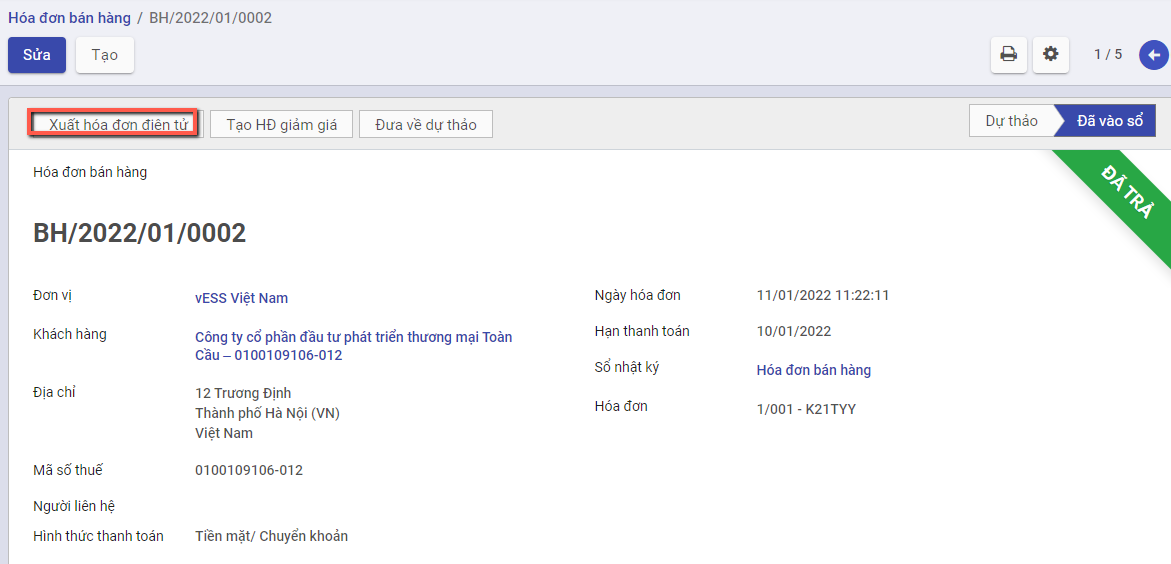 Hóa đơn bán hàng / BH/2022/01/0002
Sửa Tạo 1 / 5
Xuất hóa đơn điện tử Tạo HĐ giảm giá Đưa về dự thảo Dự thảo Đã vào sổ
ĐÃ TRẢ
Hóa đơn bán hàng
BH/2022/01/0002
Đơn vị vESS Việt Nam Ngày hóa đơn 11/01/2022 11:22:11
Khách hàng Công ty cổ phần đầu tư phát triển thương mại Toàn Hạn thanh toán 10/01/2022
Cầu – 0100109106-012 Sổ nhật ký Hóa đơn bán hàng
Địa chỉ 12 Trương Định Hóa đơn 1/001 - K21TYY
Thành phố Hà Nội (VN)
Việt Nam
Mã số thuế 0100109106-012
Người liên hệ
Hình thức thanh toán Tiền mặt/ Chuyển khoản